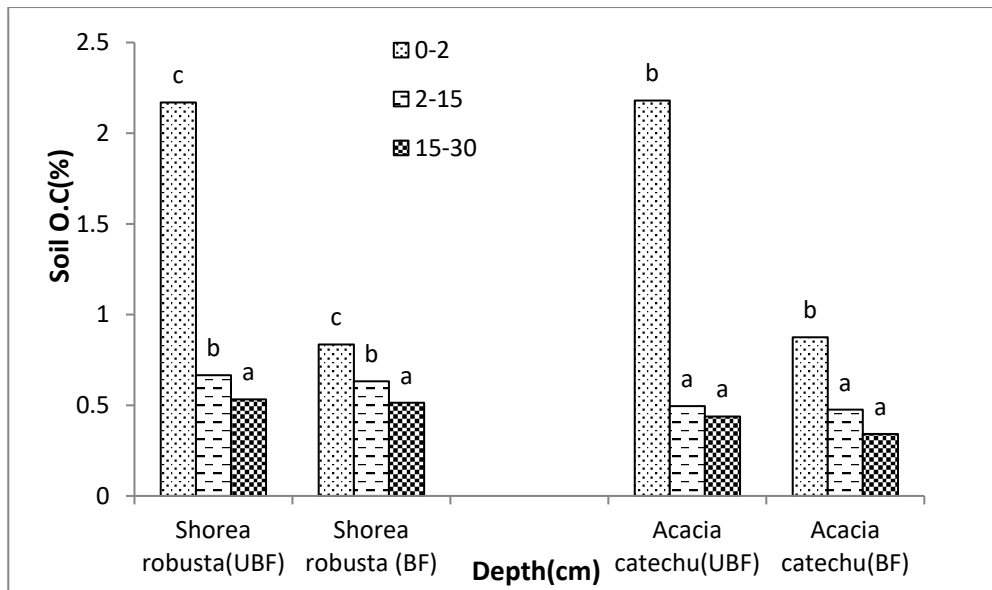 Soil O.C(%)
2.5
2
1.5
1
0.5
0
0-2
2-15
15-30
c
b
a
c
b
a
b
a
a
b
a
a
Shorea
robusta(UBF)
Shorea
robusta (BF)
Acacia
catechu(UBF)
Acacia
catechu(BF)
Depth(cm)